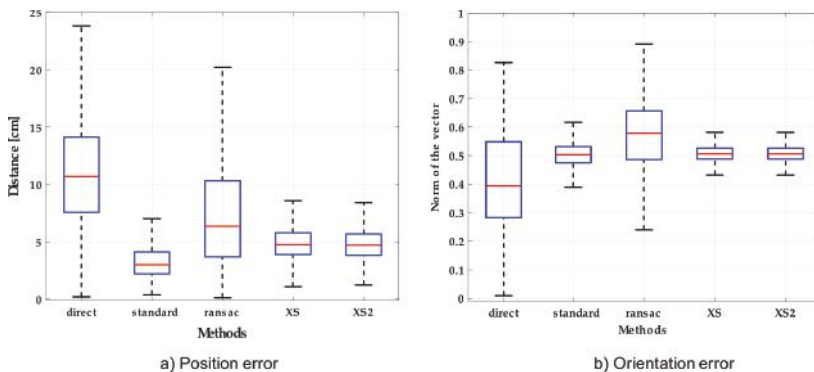 25
20
15
10
5
0
Distance [cm]
direct standard ransac XS XS2
Methods
a) Position error
1
0.9
0.8
0.7
0.6
0.5
0.4
0.3
0.2
0.1
0
Norm of the vector
direct standard ransac XS XS2
Methods
b) Orientation error